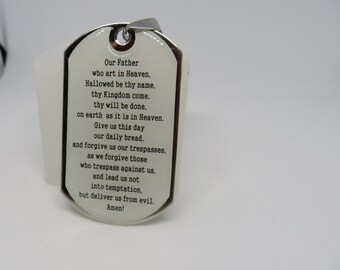 Our Father
who art in Heaven,
Hallowed be thy name,
thy Kingdom come,
thy will be done,
on earth as it is in Heaven.
Give us this day
our daily bread,
and forgive us our trespasses,
as we forgive those
who trespass against us,
and lead us not
into temptation,
but deliver us from evil.
Amen!